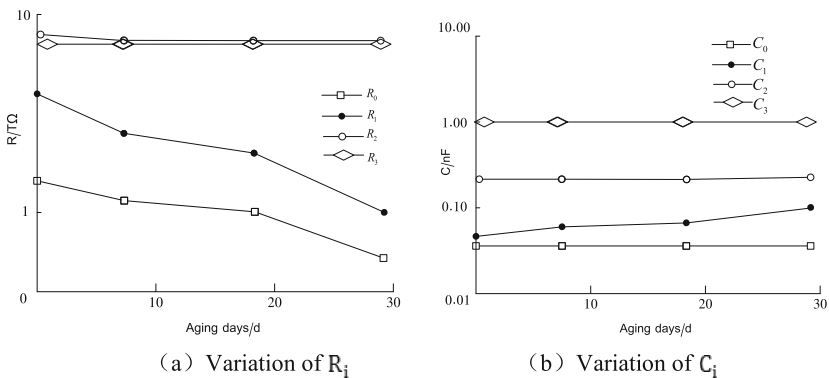 10
R/TΩ
1
0
10
20
30
R₀
R₁
R₂
R₃
Aging days/d
(a) Variation of Rᵢ
10.00
1.00
C/nF
0.10
0.01
10
20
30
C₀
C₁
C₂
C₃
Aging days/d
(b) Variation of Cᵢ